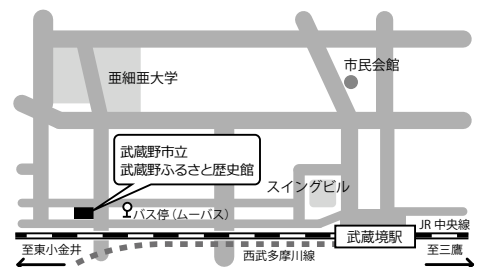 市民会館
亜細亜大学
武蔵野市立
武蔵野ふるさと歴史館
スイングビル
バス停（ムーバス）
JR 中央線
武蔵境駅
至東小金井
西武多摩川線
至三鷹